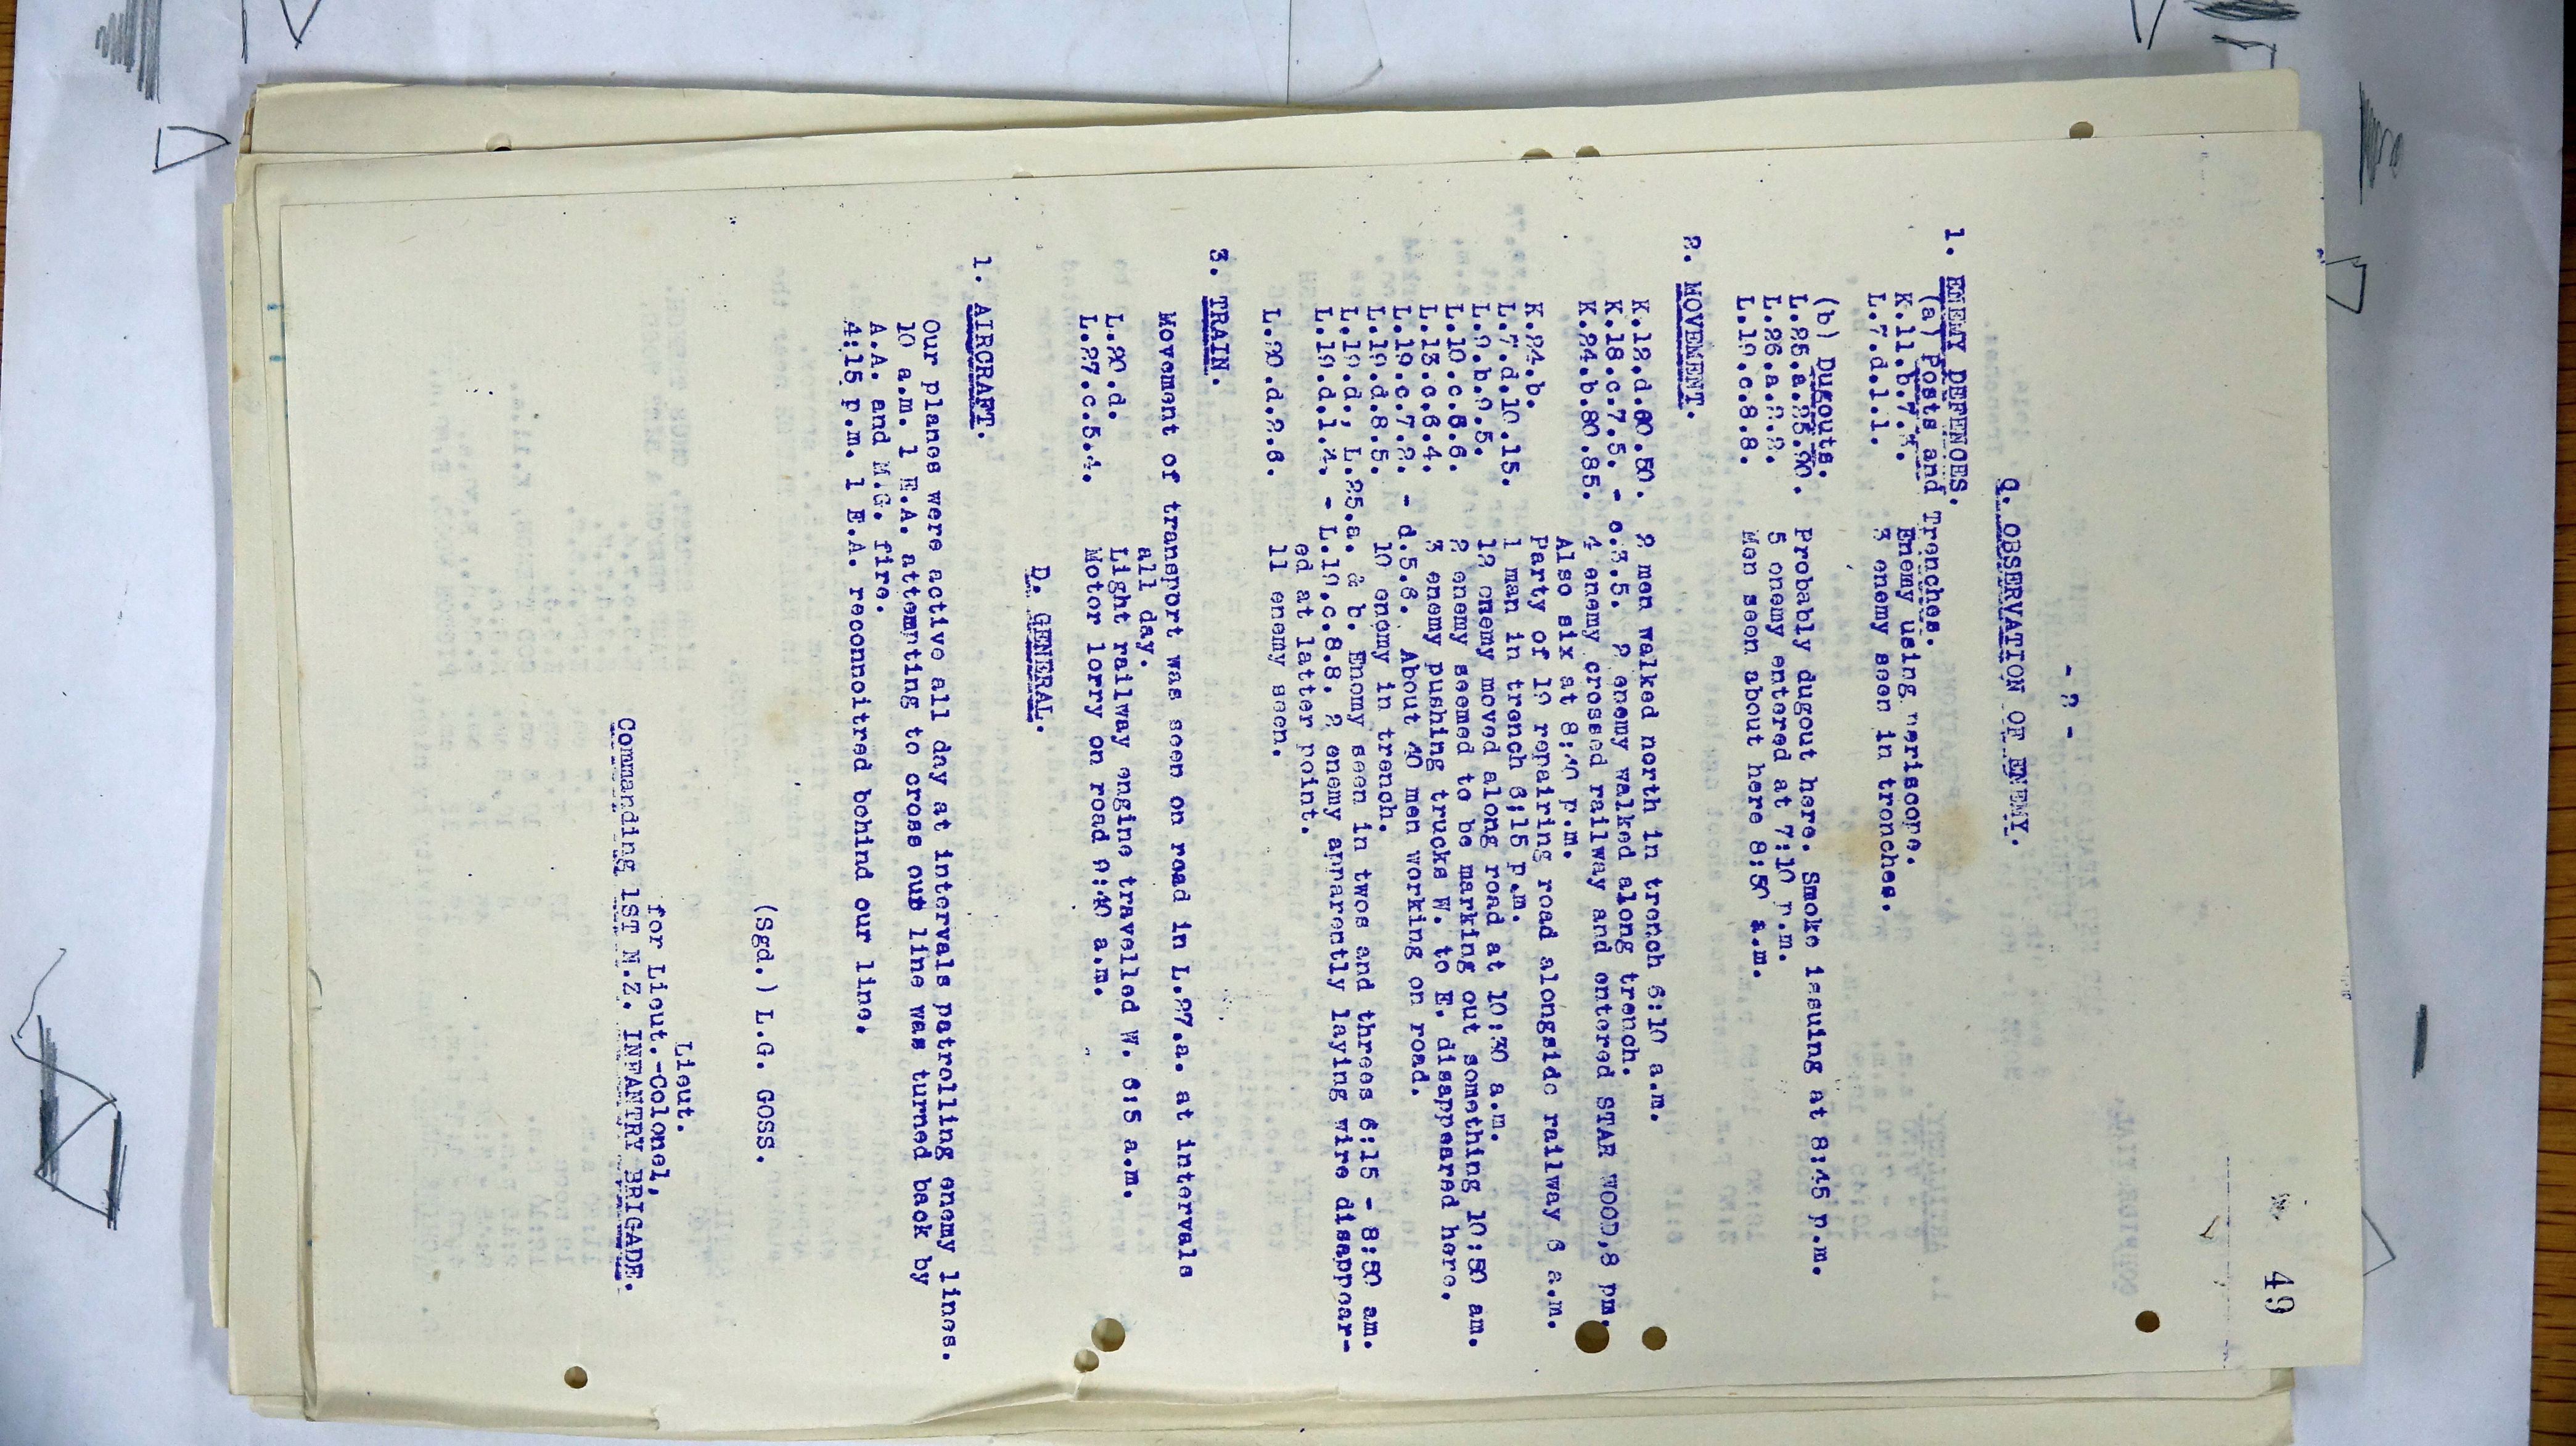 49
- 2 -
C. OBSERVATION OF ENEMY.
1. ENEMY DEFENCES.
(a) Posts and Trenches.
K.11.b.7.4. Enemy using periscope.
L.7.d.1.1. 3 enemy seen in trenches.
(b) Dugouts.
L.25.a.25.90. Probably dugout here. Smoke issuing at 8:45 p.m.
L.26.a.2.2. 5 enemy entered at 7:10 p.m.
L.19.c.8.8. Men seen about here 8:50 a.m.
2. MOVEMENT.
K.12.d.00.50. 2 men walked north in trench 6:10 a.m.
K.18.c.7.5. - c.3.5. 2 enemy walked along trench.
K.24.b.80.85. 4 enemy crossed railway and entered STAR WOOD,8 pm.
Also six at 8:40 p.m.
K.24.b. Party of 10 repairing road alongside railway 6 a.m.
L.7.d.10.15. 1 man in trench 6:15 p.m.
L.9.b.9.5. 12 enemy moved along road at 10:30 a.m.
L.10.c.6.6. 2 enemy seemed to be marking out something 10:50 am.
L.13.c.6.4. 3 enemy pushing trucks W. to E. disappeared here.
L.19.c.7.2. - d.5.6. About 40 men working on road.
L.19.d.8.5. 10 enemy in trench.
L.19.d., L.25.a. & b. Enemy seen in twos and threes 6:15 - 8:50 am.
L.19.d.1.4. - L.19.c.8.8. 2 enemy apparently laying wire disappear-
ed at latter point.
L.20.d.2.6. 11 enemy seen.
3. TRAIN.
Movement of transport was seen on road in L.27.a. at intervals
all day.
L.20.d. Light railway engine travelled W. 6:5 a.m.
L.27.c.5.4. Motor lorry on road 9:40 a.m.
D. GENERAL.
1. AIRCRAFT.
Our planes were active all day at intervals patrolling enemy lines.
10 a.m. 1 E.A. attempting to cross our line was turned back by
A.A. and M.G. fire.
4:15 p.m. 1 E.A. reconnoitred behind our line.
(Sgd.) L.G. GOSS.
Lieut.
for Lieut.-Colonel,
Commanding 1ST N.Z. INFANTRY BRIGADE.